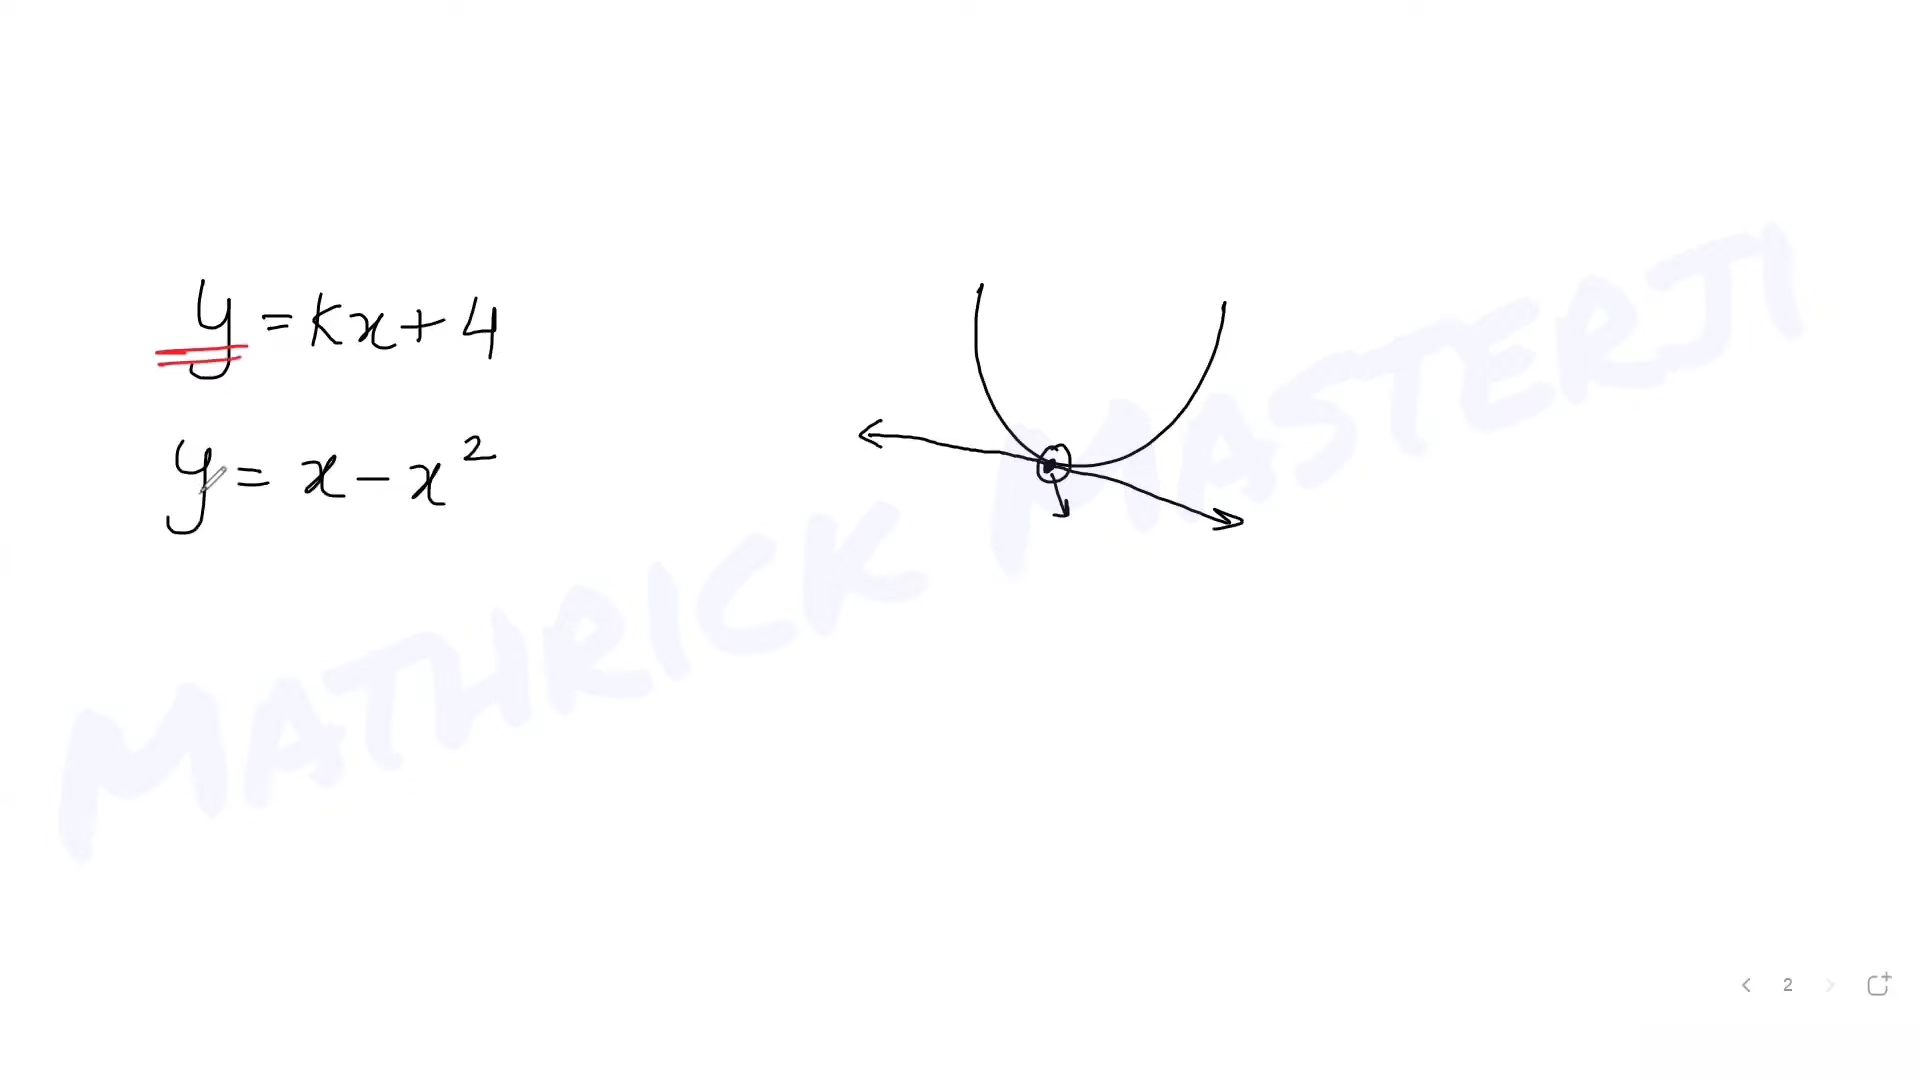 y = kx + 4
y = x - x²
MATHRICK MASTERJI
2